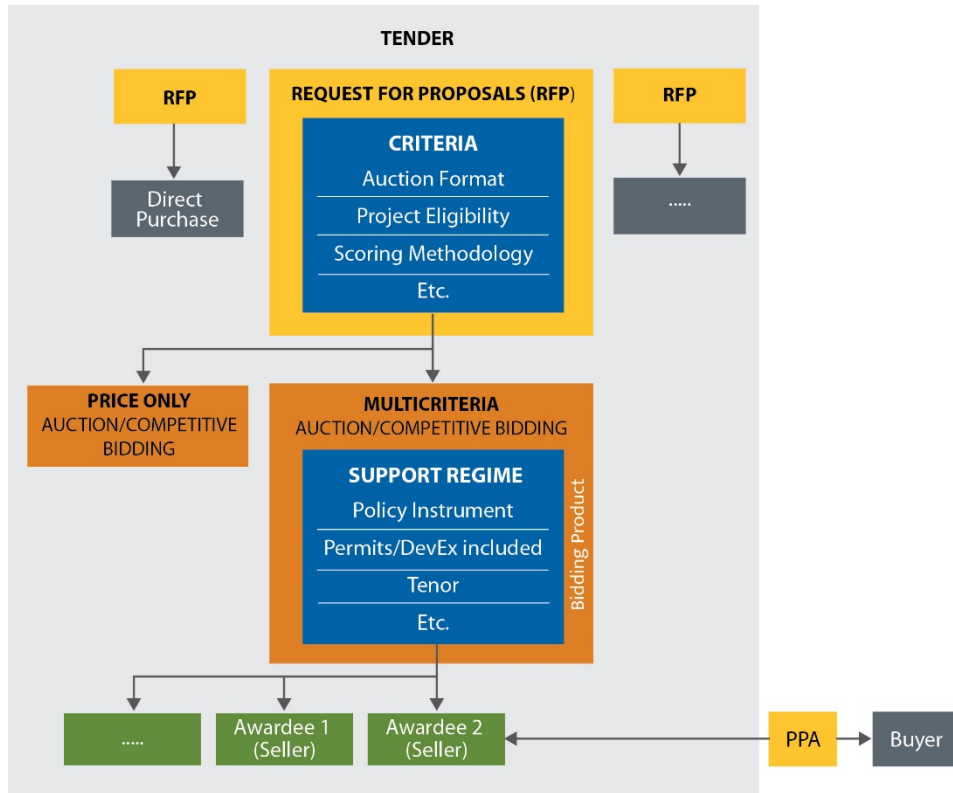 TENDER
RFP
REQUEST FOR PROPOSALS (RFP)
RFP
CRITERIA
Auction Format
Project Eligibility
Scoring Methodology
Etc.
Direct
Purchase
.....
PRICE ONLY
AUCTION/COMPETITIVE
BIDDING
MULTICRITERIA
AUCTION/COMPETITIVE BIDDING
SUPPORT REGIME
Policy Instrument
Permits/DevEx included
Tenor
Etc.
Bidding Product
.....
Awardee 1
(Seller)
Awardee 2
(Seller)
PPA
Buyer